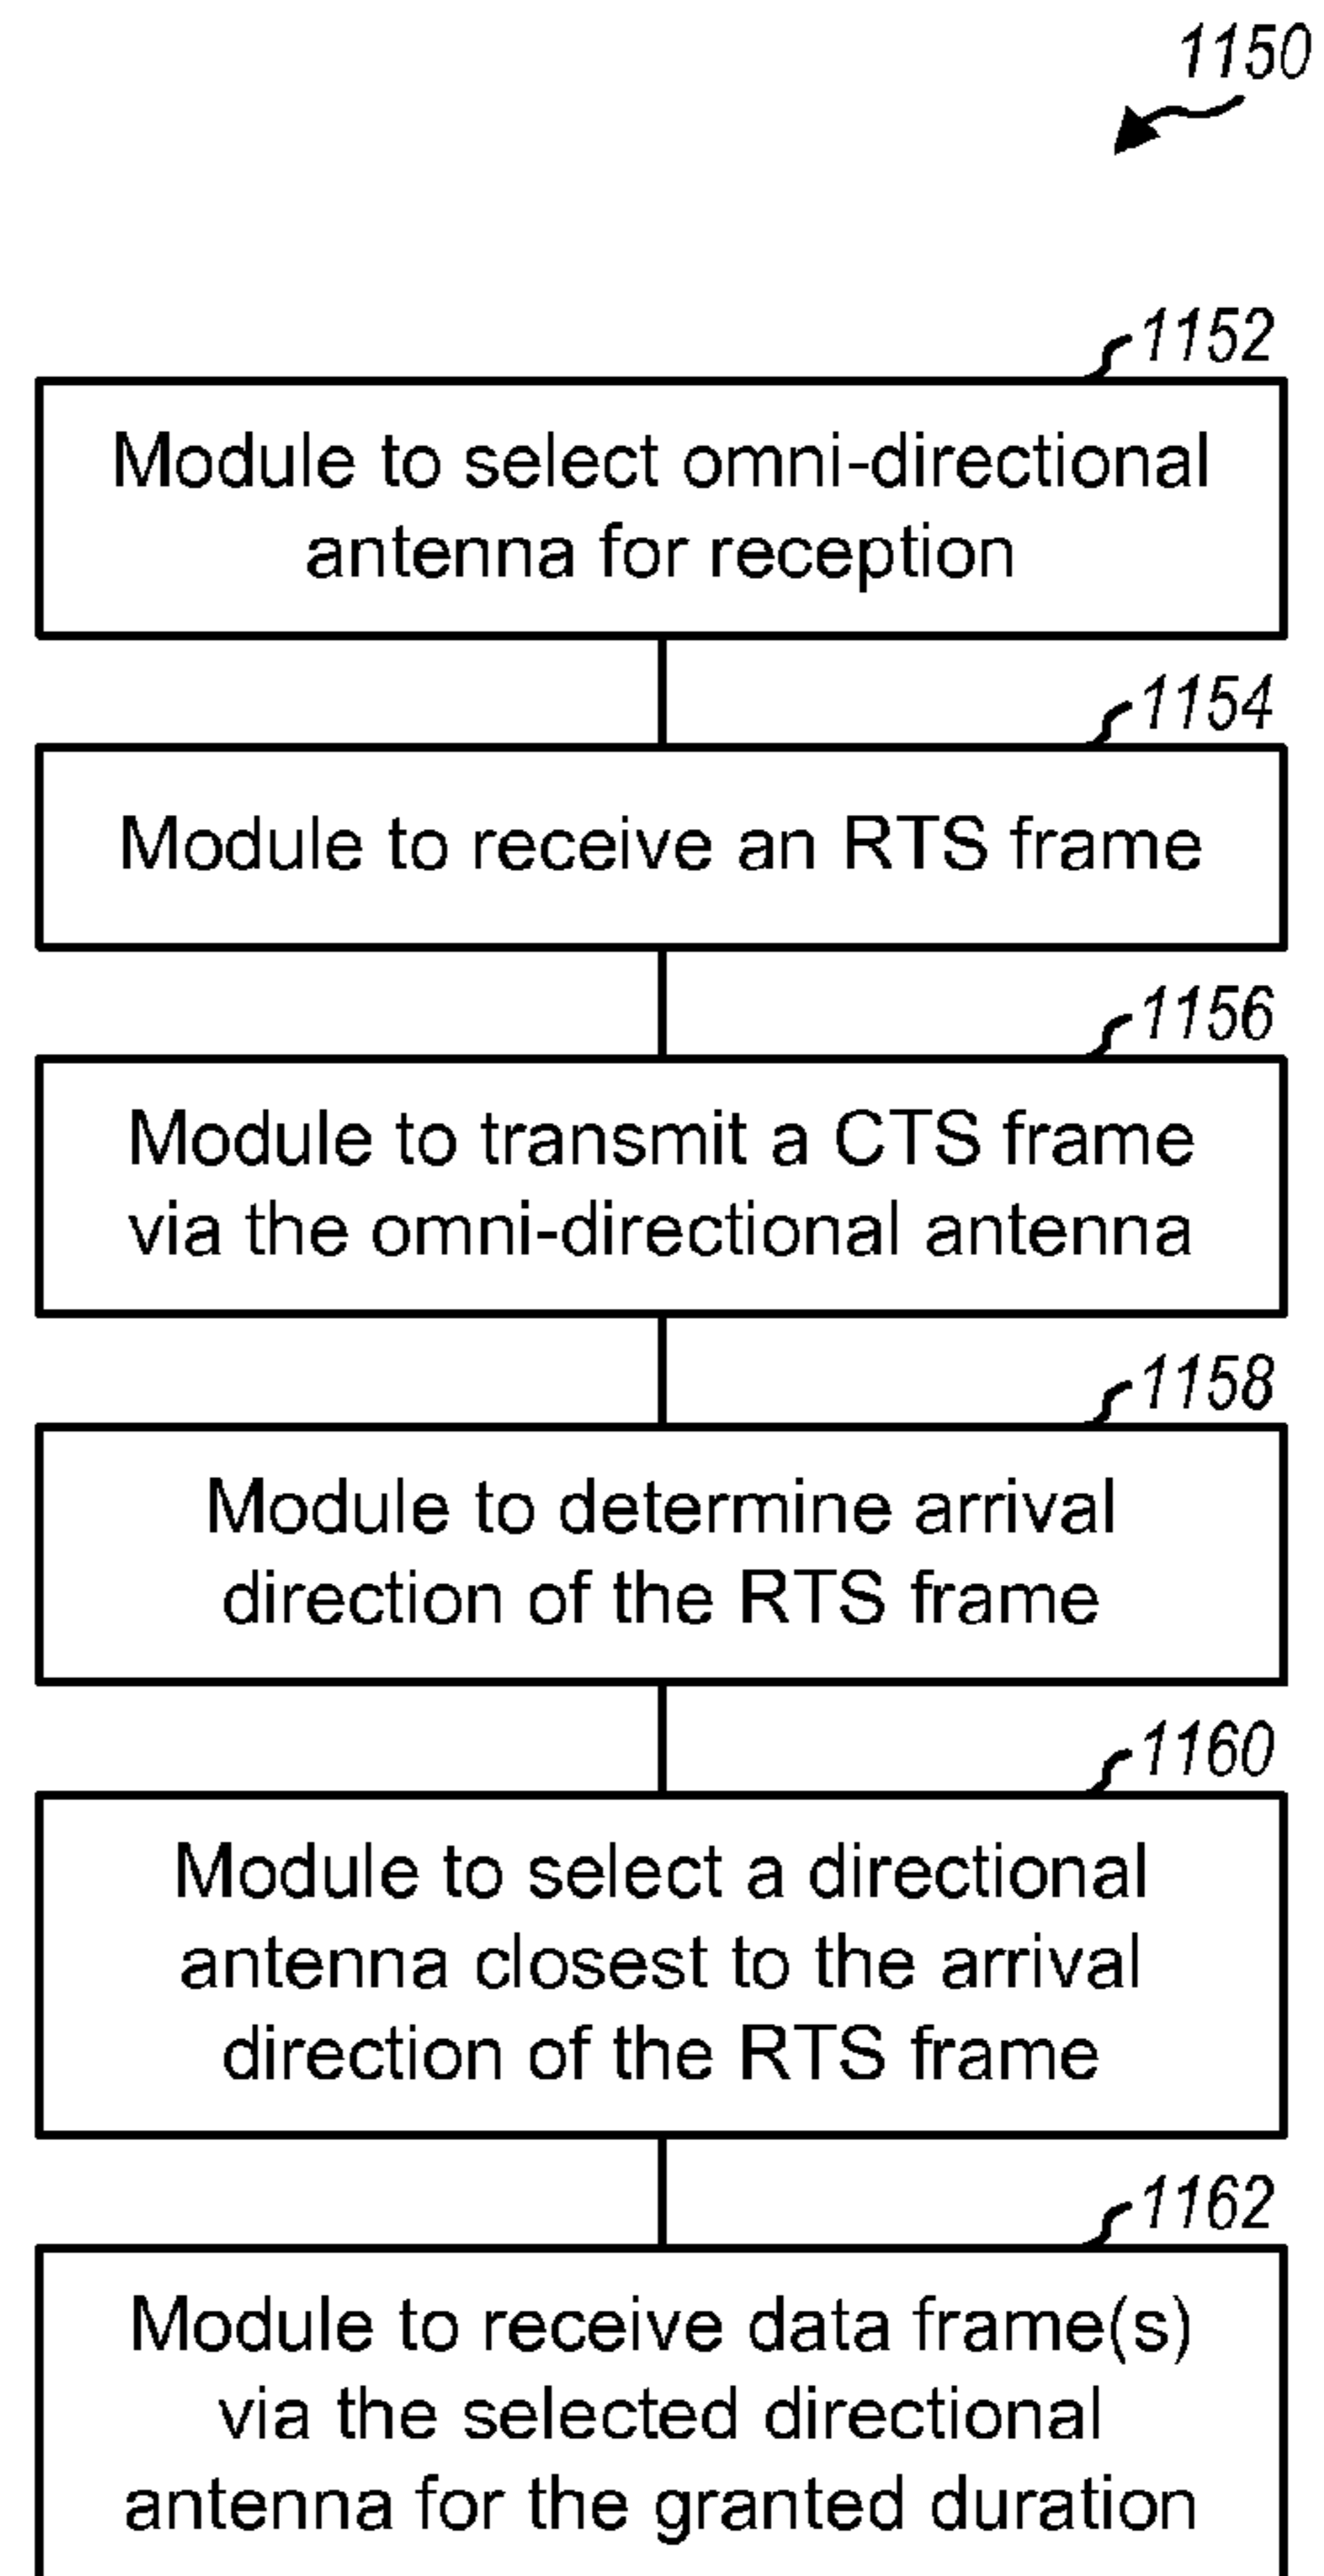 1150
1152
Module to select omni-directional
antenna for reception
1154
Module to receive an RTS frame
1156
Module to transmit a CTS frame
via the omni-directional antenna
1158
Module to determine arrival
direction of the RTS frame
1160
Module to select a directional
antenna closest to the arrival
direction of the RTS frame
1162
Module to receive data frame(s)
via the selected directional
antenna for the granted duration